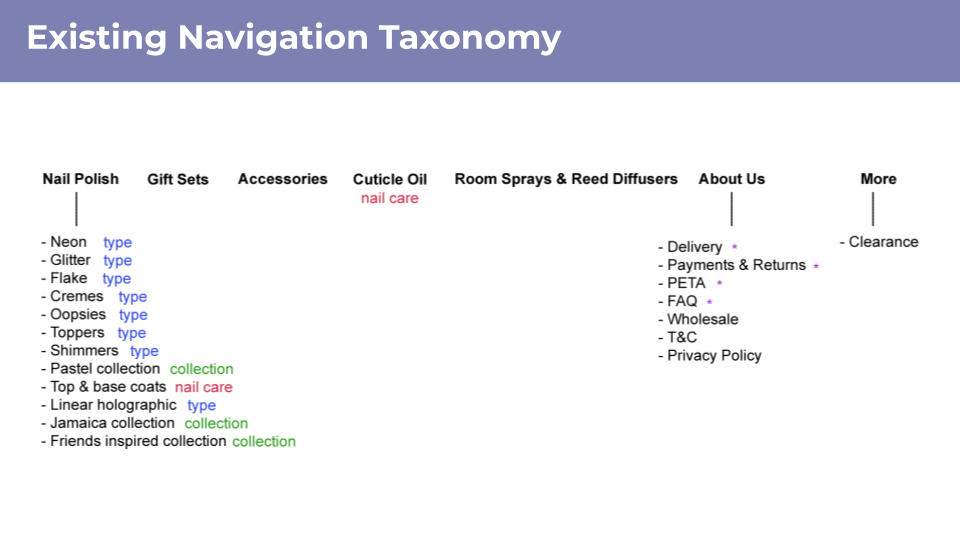 Existing Navigation Taxonomy
Nail Polish Gift Sets Accessories Cuticle Oil Room Sprays & Reed Diffusers About Us More
nail care
- Neon type
- Glitter type
- Flake type
- Cremes type
- Oopsies type
- Toppers type
- Shimmers type
- Pastel collection collection
- Top & base coats nail care
- Linear holographic type
- Jamaica collection collection
- Friends inspired collection collection
- Delivery *
- Payments & Returns *
- PETA *
- FAQ *
- Wholesale
- T&C
- Privacy Policy
- Clearance